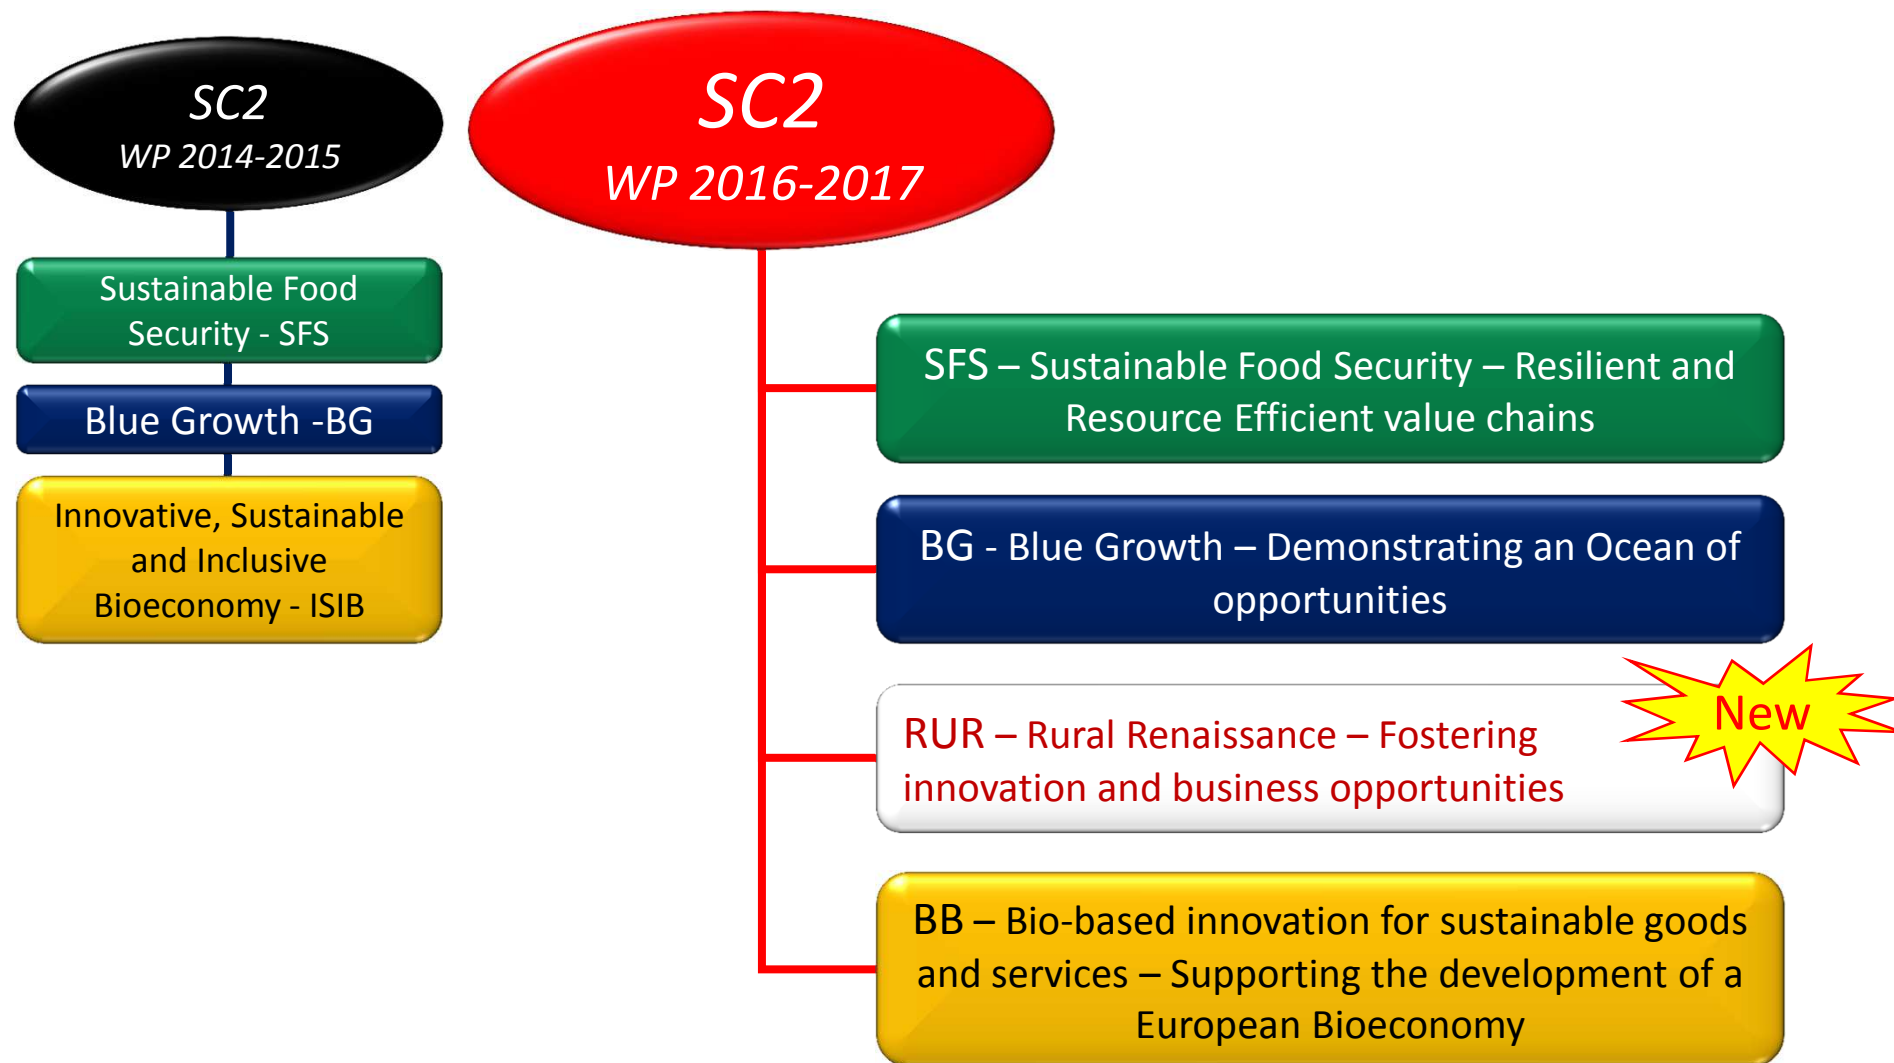 SC2
WP 2014-2015
Sustainable Food
Security - SFS
Blue Growth -BG
Innovative, Sustainable
and Inclusive
Bioeconomy - ISIB
SC2
WP 2016-2017
SFS – Sustainable Food Security – Resilient and
Resource Efficient value chains
BG - Blue Growth – Demonstrating an Ocean of
opportunities
RUR – Rural Renaissance – Fostering
innovation and business opportunities
New
BB – Bio-based innovation for sustainable goods
and services – Supporting the development of a
European Bioeconomy